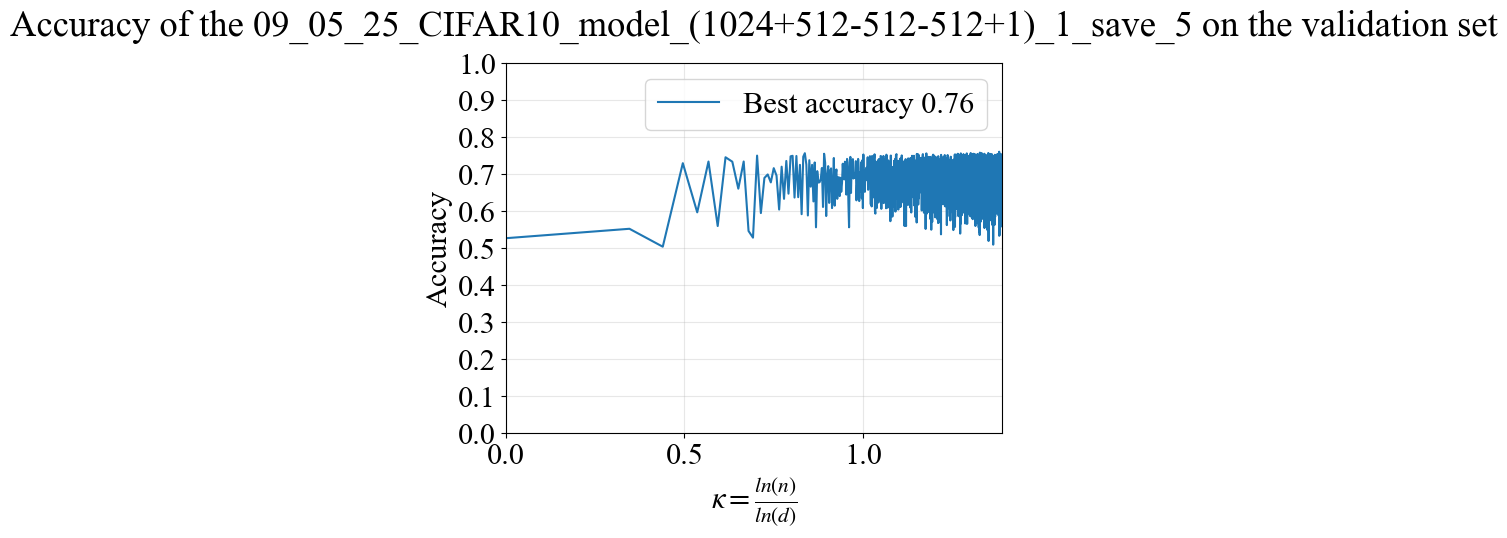 Accuracy of the 09_05_25_CIFAR10_model_(1024+512-512-512+1)_1_save_5 on the validation set
Best accuracy 0.76
Accuracy
1.0
0.9
0.8
0.7
0.6
0.5
0.4
0.3
0.2
0.1
0.0
0.0 0.5 1.0
κ = ln(n)/ln(d)